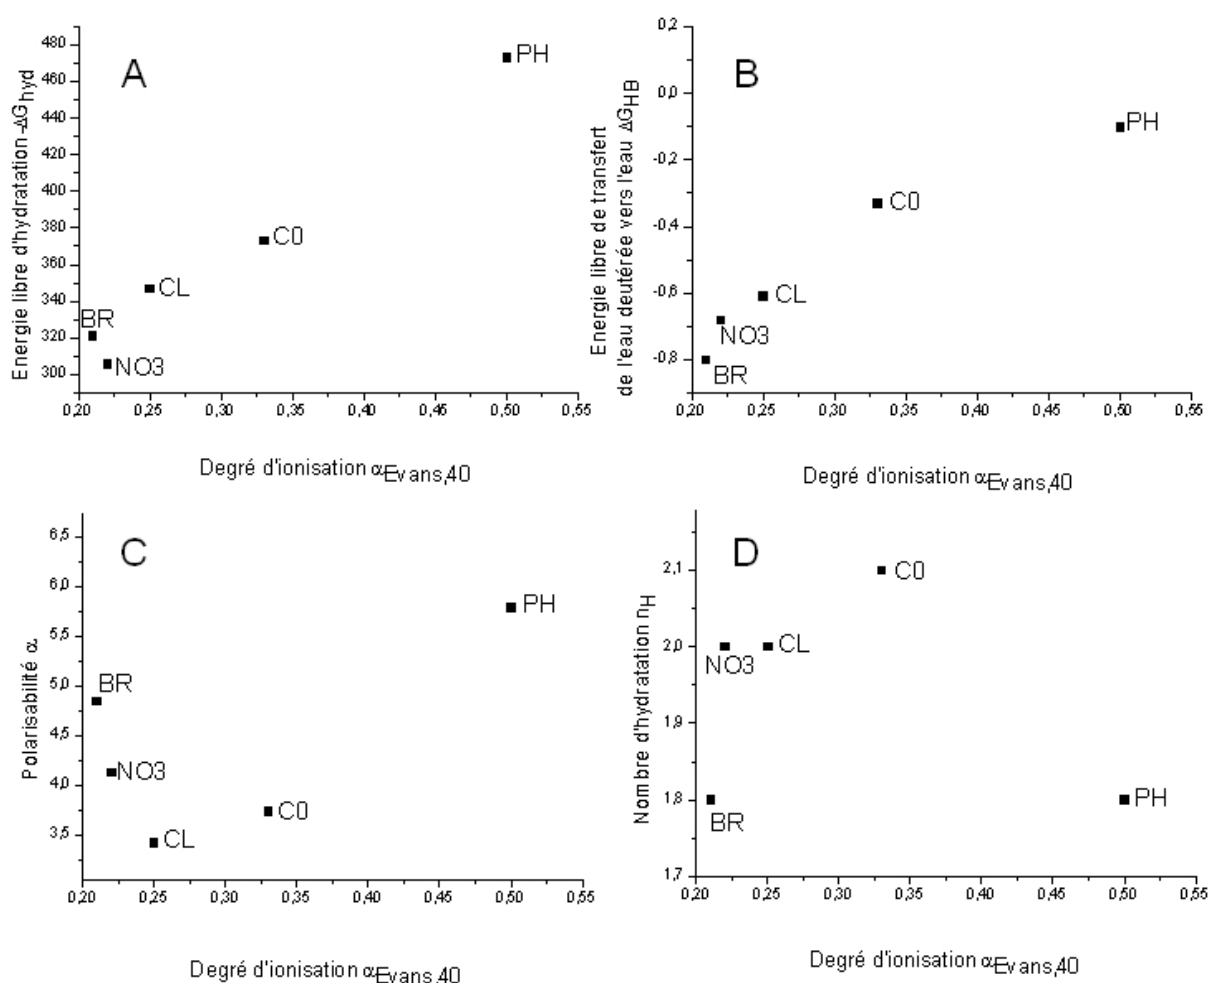 A
Energie libre d'hydratation -ΔGhyd
480
460
440
420
400
380
360
340
320
300
PH
C0
CL
BR
NO3
0,20 0,25 0,30 0,35 0,40 0,45 0,50 0,55
Degré d'ionisation αEvans,40
B
Energie libre de transfert
de l'eau deutérée vers l'eau ΔGHB
0,2
0,0
-0,2
-0,4
-0,6
-0,8
PH
C0
CL
NO3
BR
0,20 0,25 0,30 0,35 0,40 0,45 0,50 0,55
Degré d'ionisation αEvans,40
C
Polarisabilité α
6,5
6,0
5,5
5,0
4,5
4,0
3,5
PH
BR
NO3
C0
CL
0,20 0,25 0,30 0,35 0,40 0,45 0,50 0,55
Degré d'ionisation αEvans,40
D
Nombre d'hydratation nH
2,1
2,0
1,9
1,8
1,7
C0
CL
NO3
PH
BR
0,20 0,25 0,30 0,35 0,40 0,45 0,50 0,55
Degré d'ionisation αEvans,40